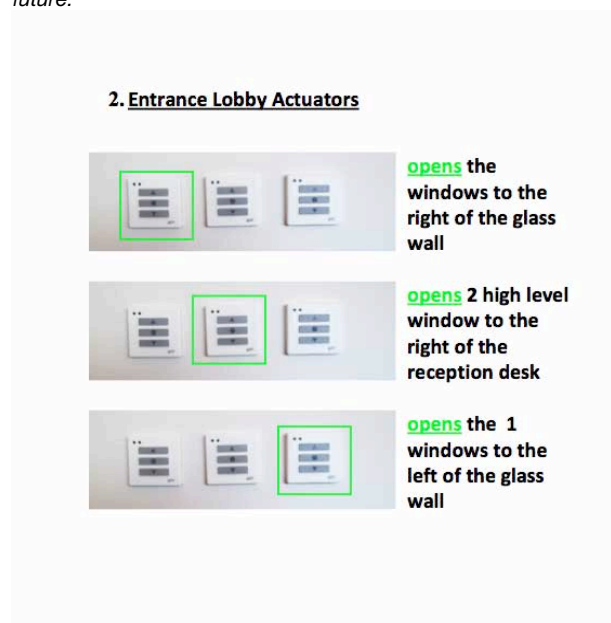 future.
2. Entrance Lobby Actuators
opens the
windows to the
right of the glass
wall
opens 2 high level
window to the
right of the
reception desk
opens the  1
windows to the
left of the glass
wall